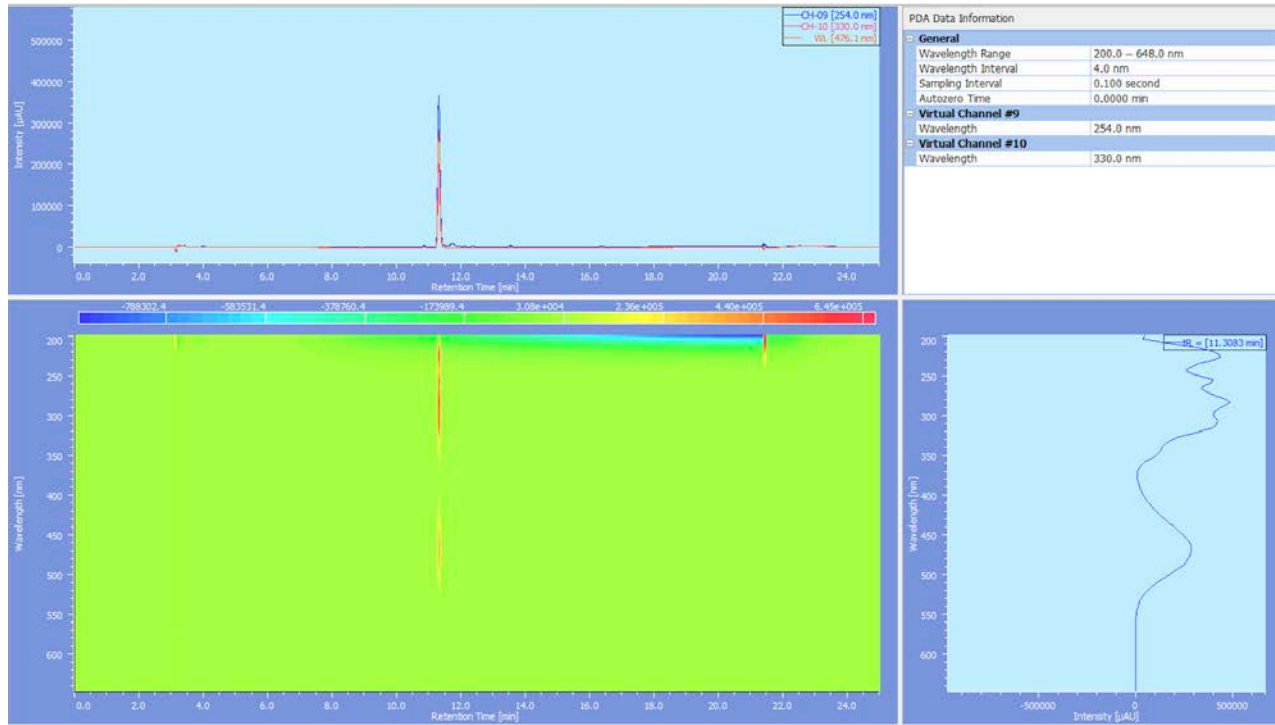 CH-09 [254.0 nm]
CH-10 [330.0 nm]
WL [476.1 nm]
500000
400000
300000
200000
100000
0
Intensity [µAU]
0.0 2.0 4.0 6.0 8.0 10.0 12.0 14.0 16.0 18.0 20.0 22.0 24.0
Retention Time [min]
PDA Data Information
General
Wavelength Range 200.0 – 648.0 nm
Wavelength Interval 4.0 nm
Sampling Interval 0.100 second
Autozero Time 0.0000 min
Virtual Channel #9
Wavelength 254.0 nm
Virtual Channel #10
Wavelength 330.0 nm
-788302.4 -583531.4 -378760.4 -173989.4 3.08e+004 2.36e+005 4.40e+005 6.45e+005
200
250
300
350
400
450
500
550
600
Wavelength [nm]
0.0 2.0 4.0 6.0 8.0 10.0 12.0 14.0 16.0 18.0 20.0 22.0 24.0
Retention Time [min]
tR = [11.3083 min]
200
250
300
350
400
450
500
550
600
Wavelength [nm]
-500000 0 500000
Intensity [µAU]